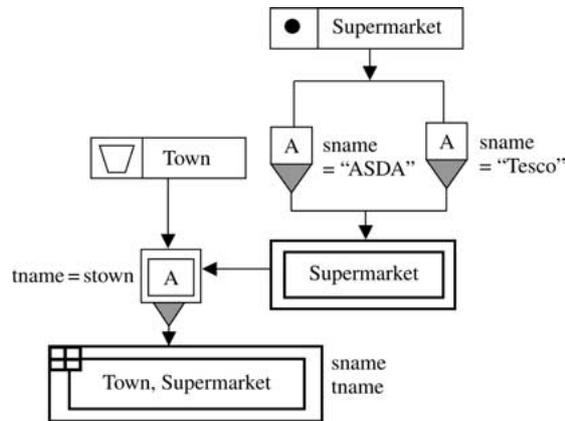 Supermarket
A
sname
= “ASDA”
A
sname
= “Tesco”
Town
Supermarket
tname = stown
A
Town, Supermarket
sname
tname